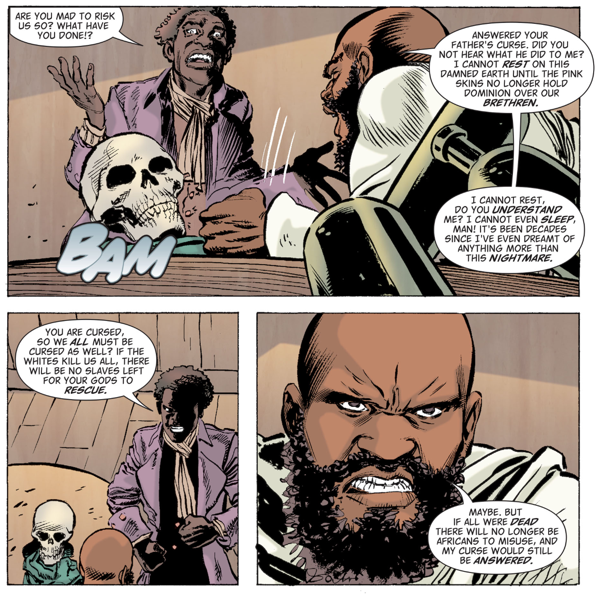 ARE YOU MAD TO RISK
US SO? WHAT HAVE
YOU DONE!?
ANSWERED YOUR
FATHER'S CURSE. DID YOU
NOT HEAR WHAT HE DID TO ME?
I CANNOT REST ON THIS
DAMNED EARTH UNTIL THE PINK
SKINS NO LONGER HOLD
DOMINION OVER OUR
BRETHREN.
I CANNOT REST,
DO YOU UNDERSTAND
ME? I CANNOT EVEN SLEEP,
MAN! IT'S BEEN DECADES
SINCE I'VE EVEN DREAMT OF
ANYTHING MORE THAN
THIS NIGHTMARE.
BAM
YOU ARE CURSED,
SO WE ALL MUST BE
CURSED AS WELL? IF THE
WHITES KILL US ALL, THERE
WILL BE NO SLAVES LEFT
FOR YOUR GODS TO
RESCUE.
MAYBE. BUT
IF ALL WERE DEAD
THERE WILL NO LONGER BE
AFRICANS TO MISUSE, AND
MY CURSE WOULD STILL
BE ANSWERED.